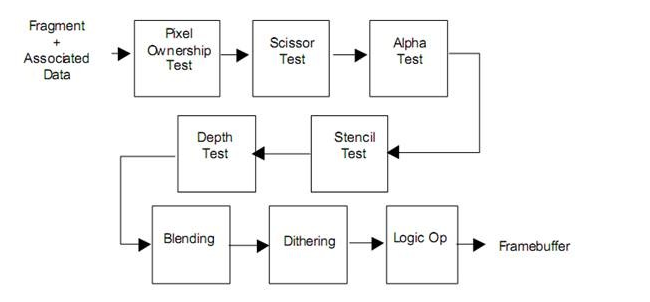 Fragment
+
Associated
Data
Pixel
Ownership
Test
Scissor
Test
Alpha
Test
Stencil
Test
Depth
Test
Blending
Dithering
Logic Op
Framebuffer